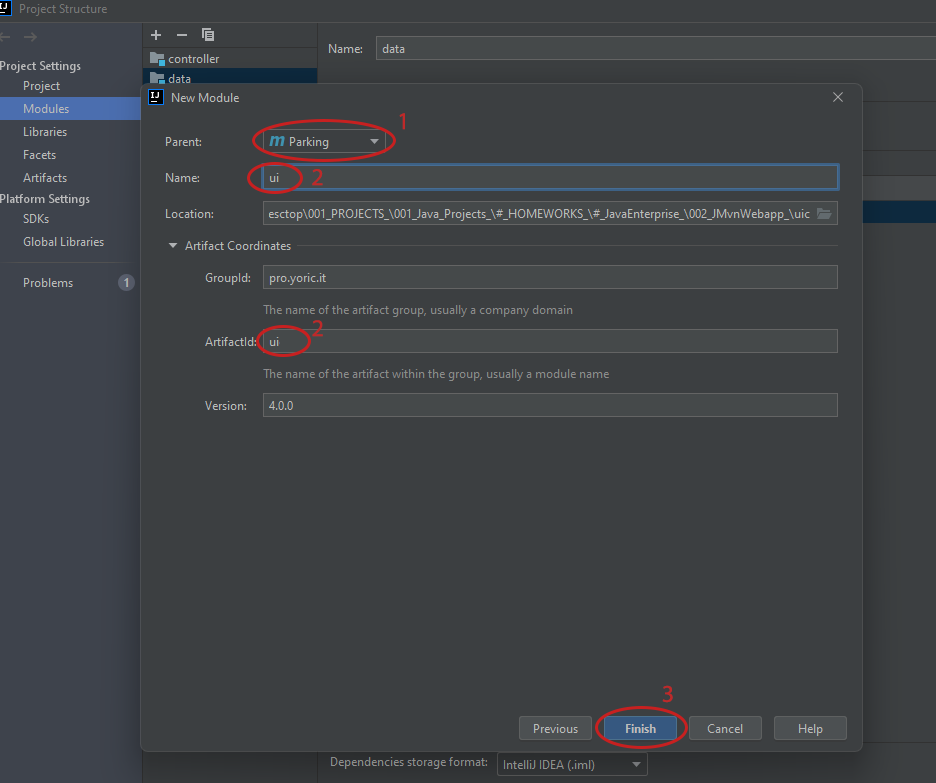 Project Structure
Name: data
controller
data
Project Settings
Project
Modules
Libraries
Facets
Artifacts
Platform Settings
SDKs
Global Libraries
Problems 1
New Module
Parent: m Parking 1
Name: ui 2
Location: esctop\001_PROJECTS_\001_Java_Projects_\#_HOMEWORKS_\#_JavaEnterprise_\002_JMvnWebapp_\uic
Artifact Coordinates
GroupId: pro.yoric.it
The name of the artifact group, usually a company domain
ArtifactId: ui 2
The name of the artifact within the group, usually a module name
Version: 4.0.0
3
Previous Finish Cancel Help
Dependencies storage format: IntelliJ IDEA (.iml)